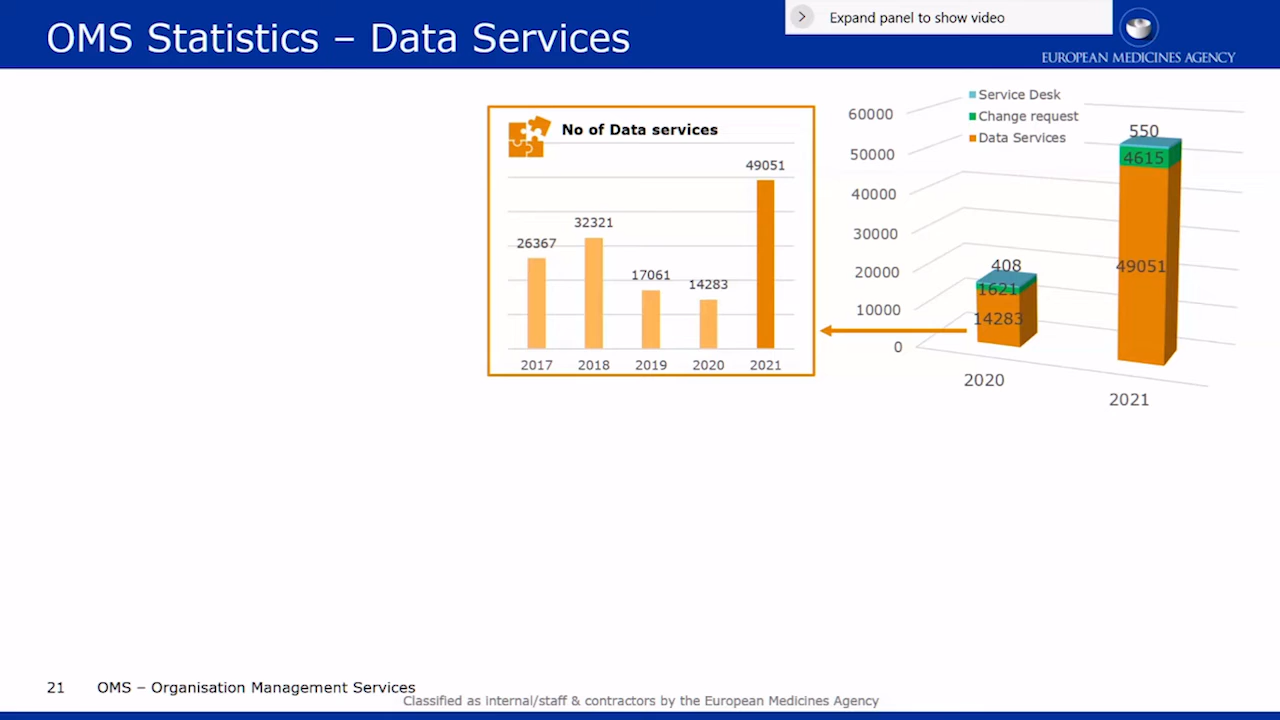 OMS Statistics – Data Services
Expand panel to show video
EUROPEAN MEDICINES AGENCY
No of Data services
49051
32321
26367
17061
14283
2017 2018 2019 2020 2021
Service Desk
Change request
Data Services
60000
50000
40000
30000
20000
10000
0
550
4615
49051
408
1621
14283
2020
2021
21 OMS – Organisation Management Services
Classified as internal/staff & contractors by the European Medicines Agency